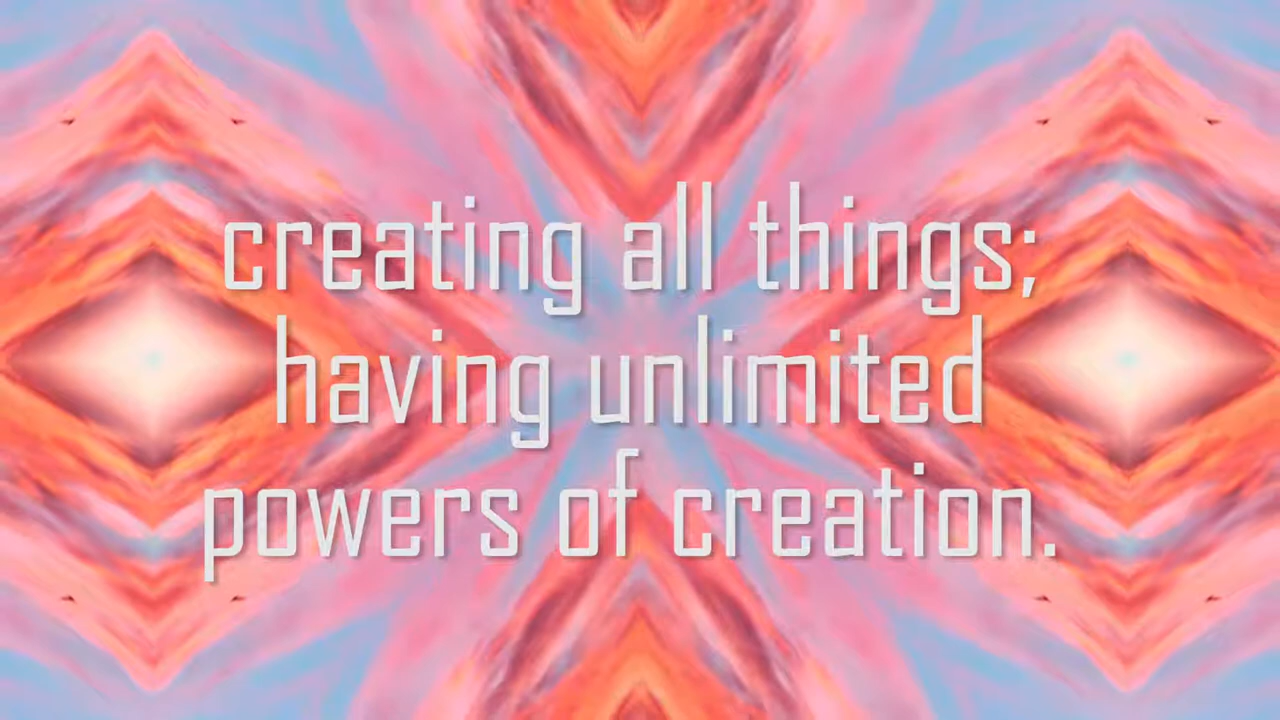 creating all things;
having unlimited
powers of creation.